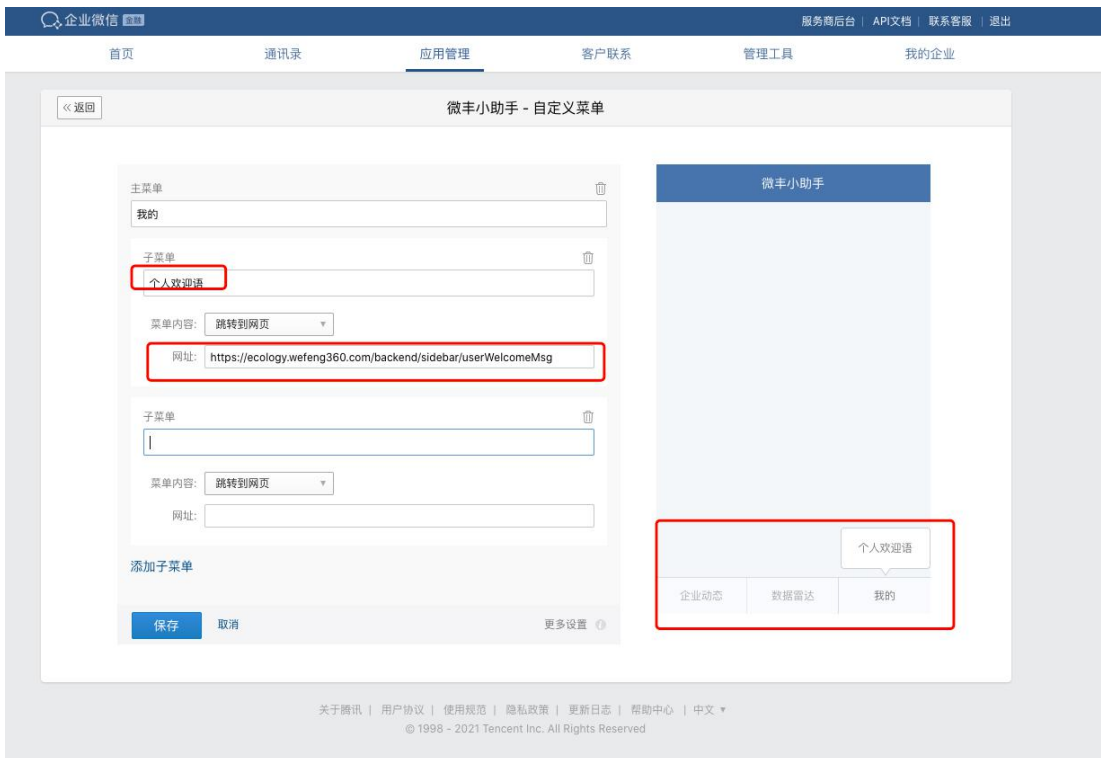 企业微信
服务商后台 | API文档 | 联系客服 | 退出
首页 通讯录 应用管理 客户联系 管理工具 我的企业
« 返回
微丰小助手 - 自定义菜单
主菜单
我的
子菜单
个人欢迎语
菜单内容: 跳转到网页
网址: https://ecology.wefeng360.com/backend/sidebar/userWelcomeMsg
子菜单
菜单内容: 跳转到网页
网址:
添加子菜单
保存 取消 更多设置
微丰小助手
个人欢迎语
企业动态 数据雷达 我的
关于腾讯 | 用户协议 | 使用规范 | 隐私政策 | 更新日志 | 帮助中心 | 中文
© 1998 - 2021 Tencent Inc. All Rights Reserved